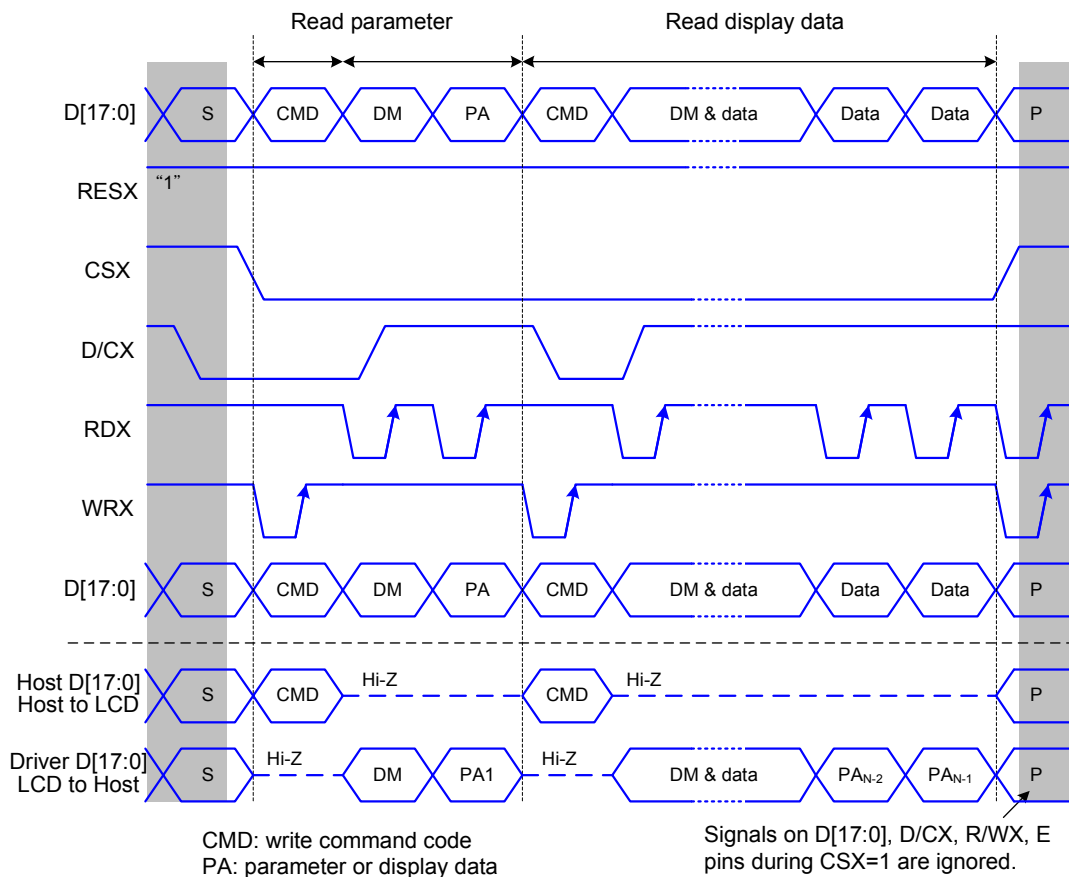 Read parameter Read display data
D[17:0] S CMD DM PA CMD DM & data Data Data P
RESX “1”
CSX
D/CX
RDX
WRX
D[17:0] S CMD DM PA CMD DM & data Data Data P
Host D[17:0] S CMD Hi-Z CMD Hi-Z P
Host to LCD
Driver D[17:0] S Hi-Z DM PA1 Hi-Z DM & data PAN-2 PAN-1 P
LCD to Host
CMD: write command code
PA: parameter or display data
Signals on D[17:0], D/CX, R/WX, E
pins during CSX=1 are ignored.